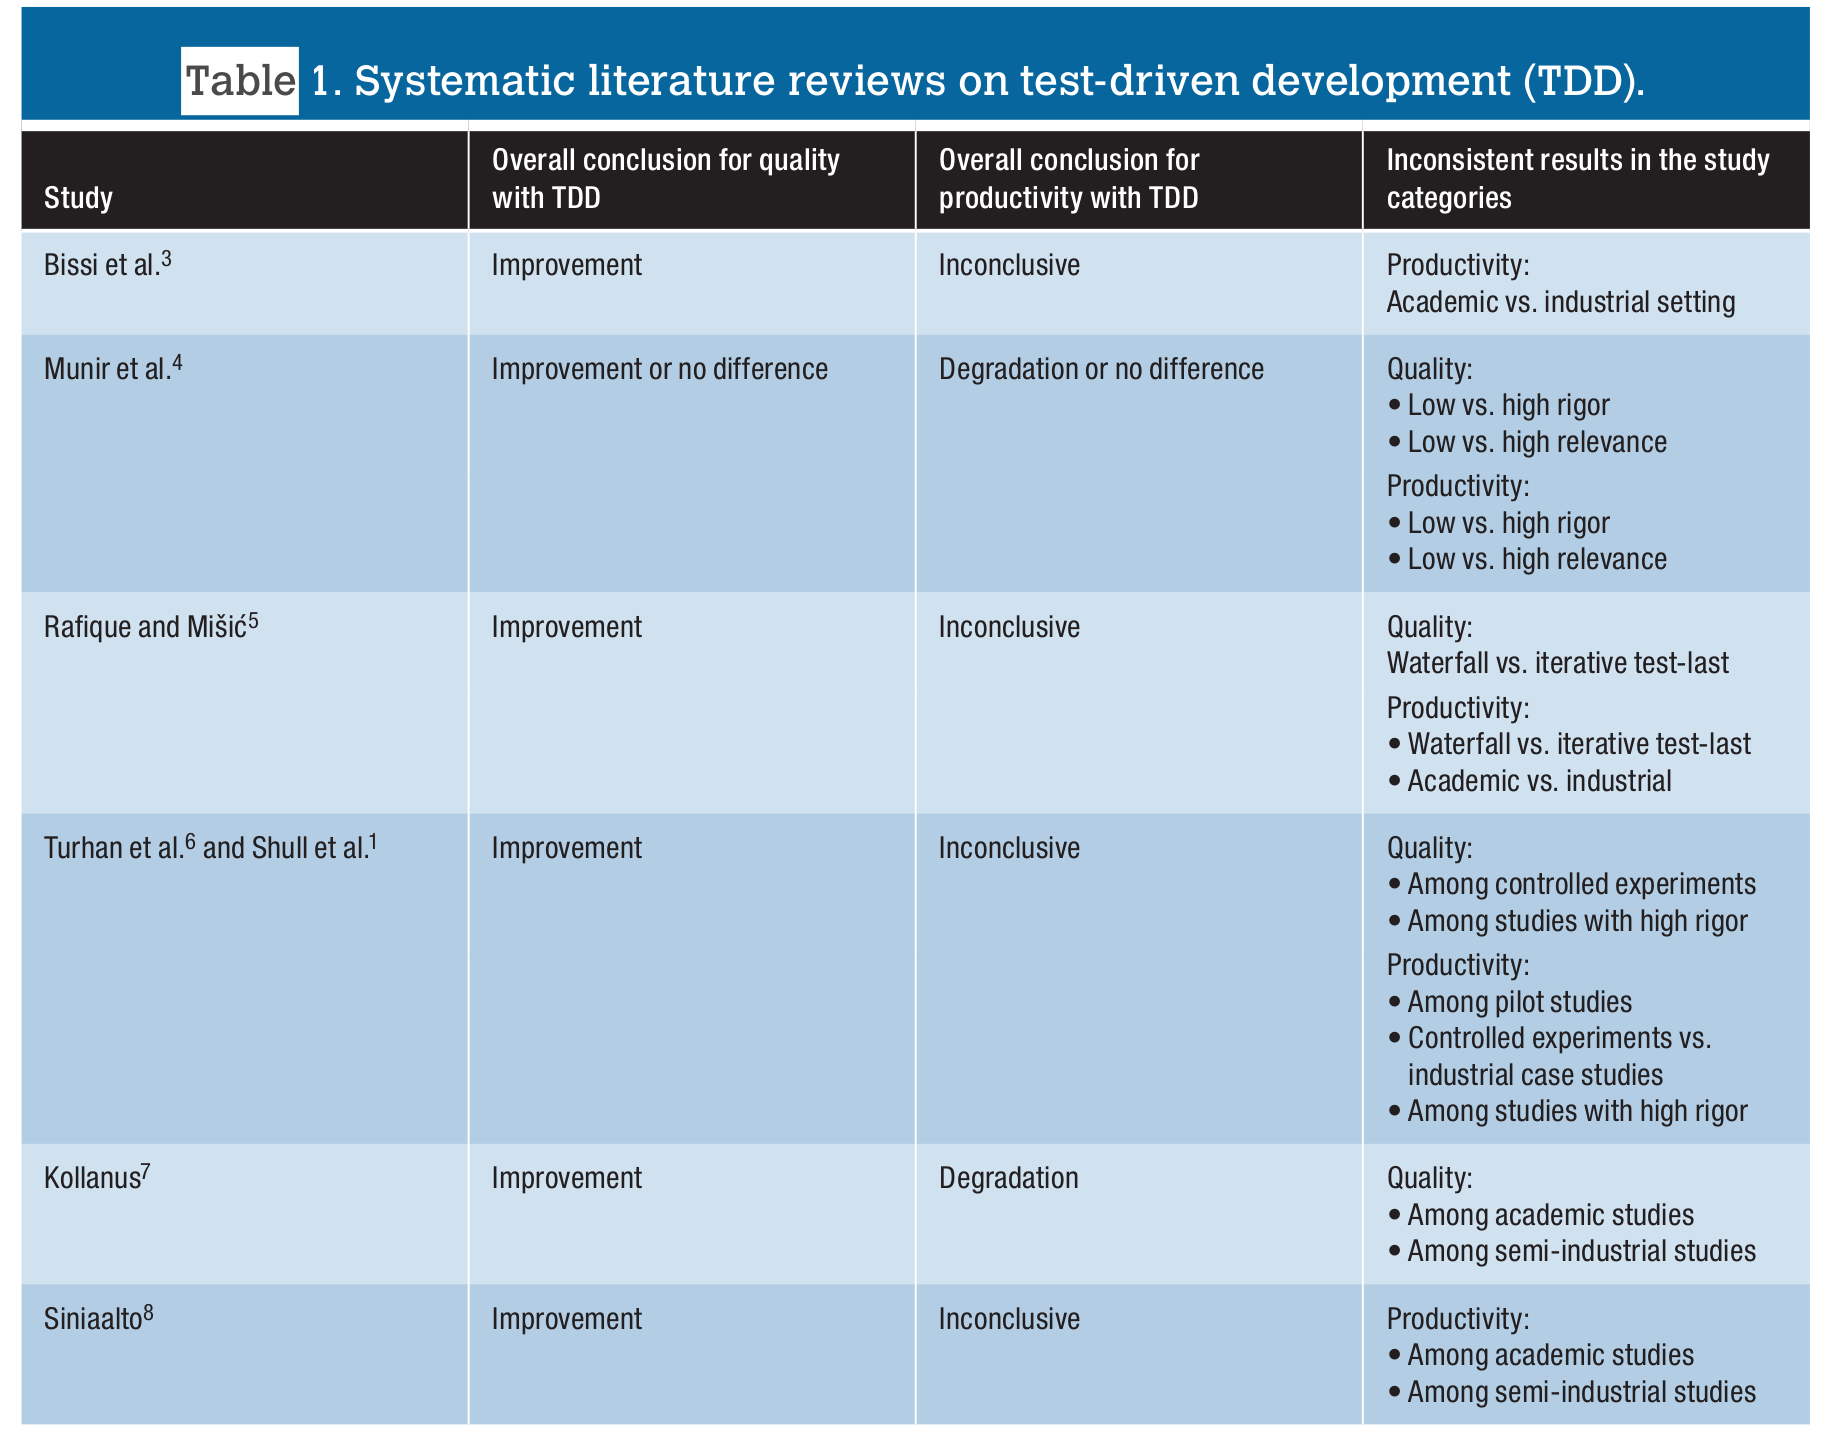 Table 1. Systematic literature reviews on test-driven development (TDD).
Study
Overall conclusion for quality
with TDD
Overall conclusion for
productivity with TDD
Inconsistent results in the study
categories
Bissi et al.3
Improvement
Inconclusive
Productivity:
Academic vs. industrial setting
Munir et al.4
Improvement or no difference
Degradation or no difference
Quality:
• Low vs. high rigor
• Low vs. high relevance
Productivity:
• Low vs. high rigor
• Low vs. high relevance
Rafique and Mišić5
Improvement
Inconclusive
Quality:
Waterfall vs. iterative test-last
Productivity:
• Waterfall vs. iterative test-last
• Academic vs. industrial
Turhan et al.6 and Shull et al.1
Improvement
Inconclusive
Quality:
• Among controlled experiments
• Among studies with high rigor
Productivity:
• Among pilot studies
• Controlled experiments vs.
industrial case studies
• Among studies with high rigor
Kollanus7
Improvement
Degradation
Quality:
• Among academic studies
• Among semi-industrial studies
Siniaalto8
Improvement
Inconclusive
Productivity:
• Among academic studies
• Among semi-industrial studies